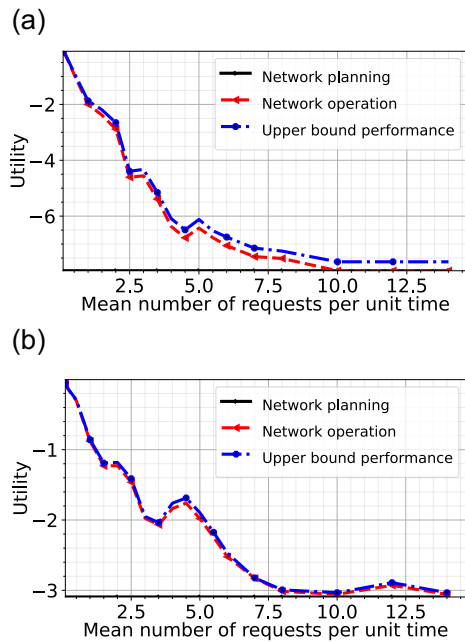 (a)
Network planning
Network operation
Upper bound performance
Utility
−2
−4
−6
2.5 5.0 7.5 10.0 12.5
Mean number of requests per unit time
(b)
Network planning
Network operation
Upper bound performance
Utility
−1
−2
−3
2.5 5.0 7.5 10.0 12.5
Mean number of requests per unit time